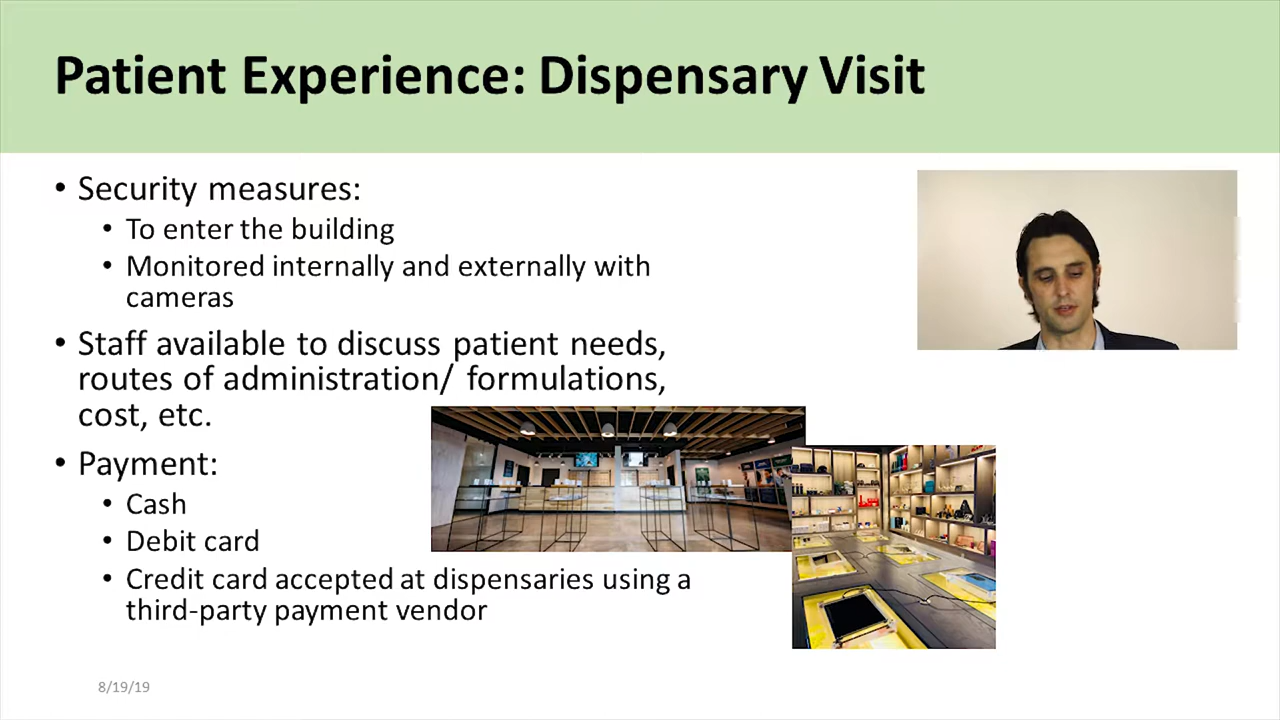 Patient Experience: Dispensary Visit
• Security measures:
• To enter the building
• Monitored internally and externally with
cameras
• Staff available to discuss patient needs,
routes of administration/ formulations,
cost, etc.
• Payment:
• Cash
• Debit card
• Credit card accepted at dispensaries using a
third-party payment vendor
8/19/19